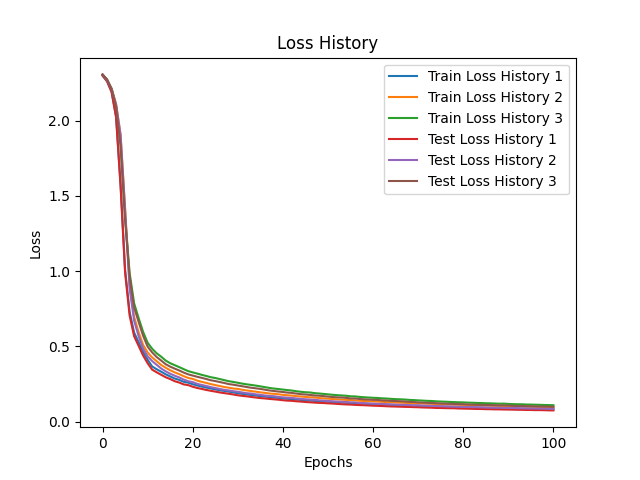 Loss History
Train Loss History 1
Train Loss History 2
Train Loss History 3
Test Loss History 1
Test Loss History 2
Test Loss History 3
2.0
1.5
1.0
0.5
0.0
Loss
0 20 40 60 80 100
Epochs